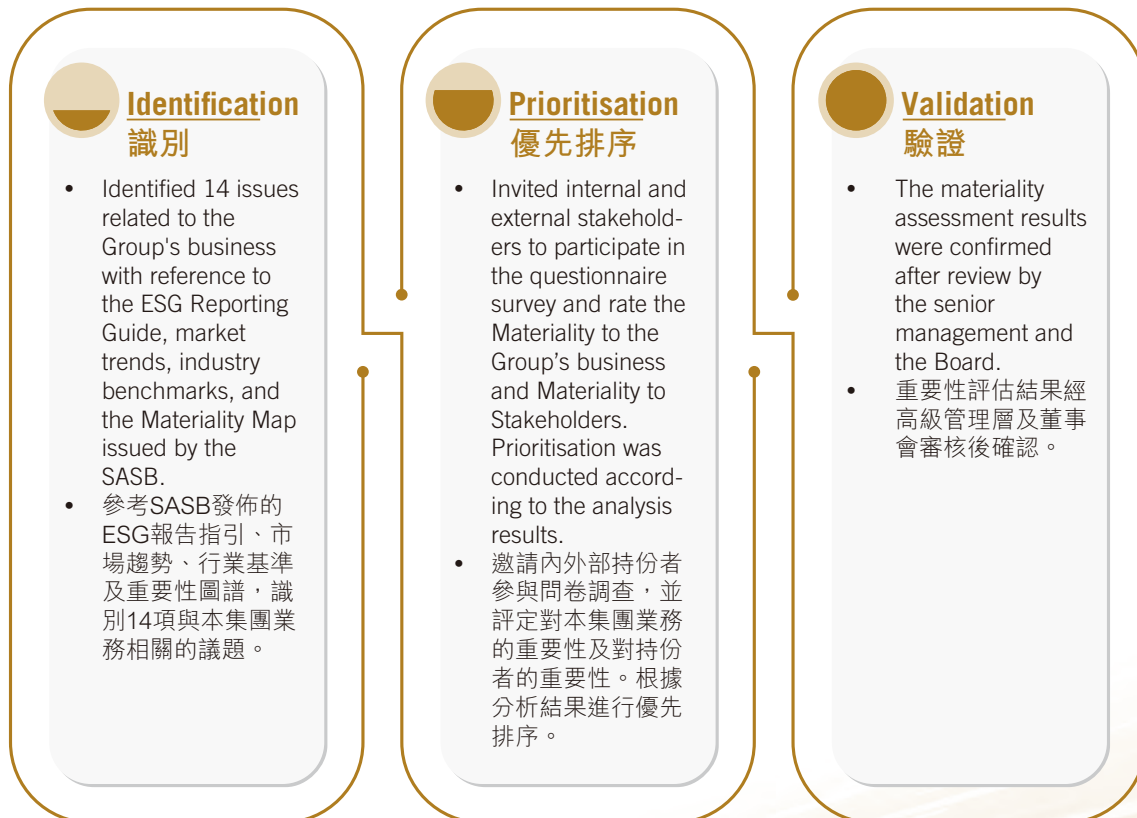 Identification
識別
• Identified 14 issues
related to the
Group's business
with reference to
the ESG Reporting
Guide, market
trends, industry
benchmarks, and
the Materiality Map
issued by the
SASB.
• 參考SASB發佈的
ESG報告指引、市
場趨勢、行業基準
及重要性圖譜，識
別14項與本集團業
務相關的議題。
Prioritisation
優先排序
• Invited internal and
external stakehold-
ers to participate in
the questionnaire
survey and rate the
Materiality to the
Group’s business
and Materiality to
Stakeholders.
Prioritisation was
conducted accord-
ing to the analysis
results.
• 邀請內外部持份者
參與問卷調查，並
評定對本集團業務
的重要性及對持份
者的重要性。根據
分析結果進行優先
排序。
Validation
驗證
• The materiality
assessment results
were confirmed
after review by
the senior
management and
the Board.
• 重要性評估結果經
高級管理層及董事
會審核後確認。